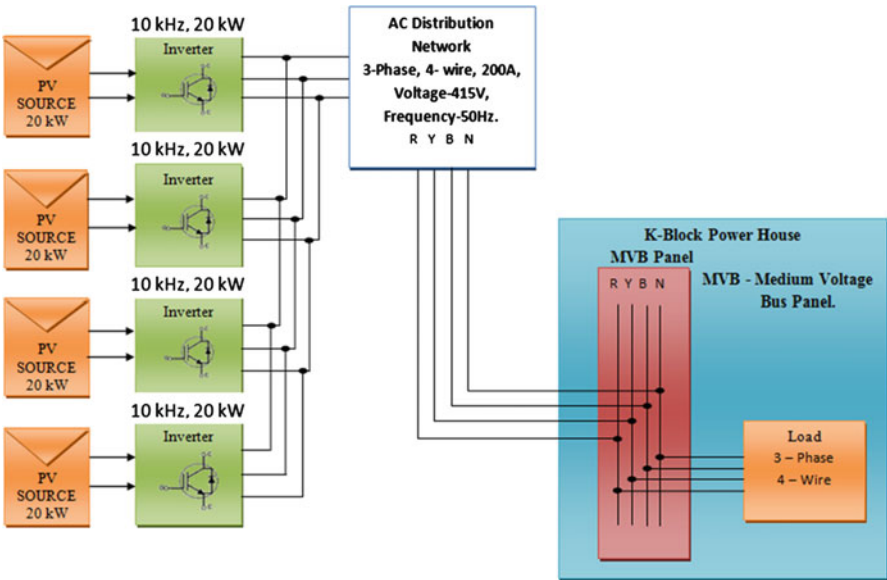 10 kHz, 20 kW
PV
SOURCE
20 kW
Inverter
10 kHz, 20 kW
PV
SOURCE
20 kW
Inverter
10 kHz, 20 kW
PV
SOURCE
20 kW
Inverter
10 kHz, 20 kW
PV
SOURCE
20 kW
Inverter
AC Distribution
Network
3-Phase, 4- wire, 200A,
Voltage-415V,
Frequency-50Hz.
R Y B N
K-Block Power House
MVB Panel
R Y B N
MVB - Medium Voltage
Bus Panel.
Load
3 – Phase
4 – Wire